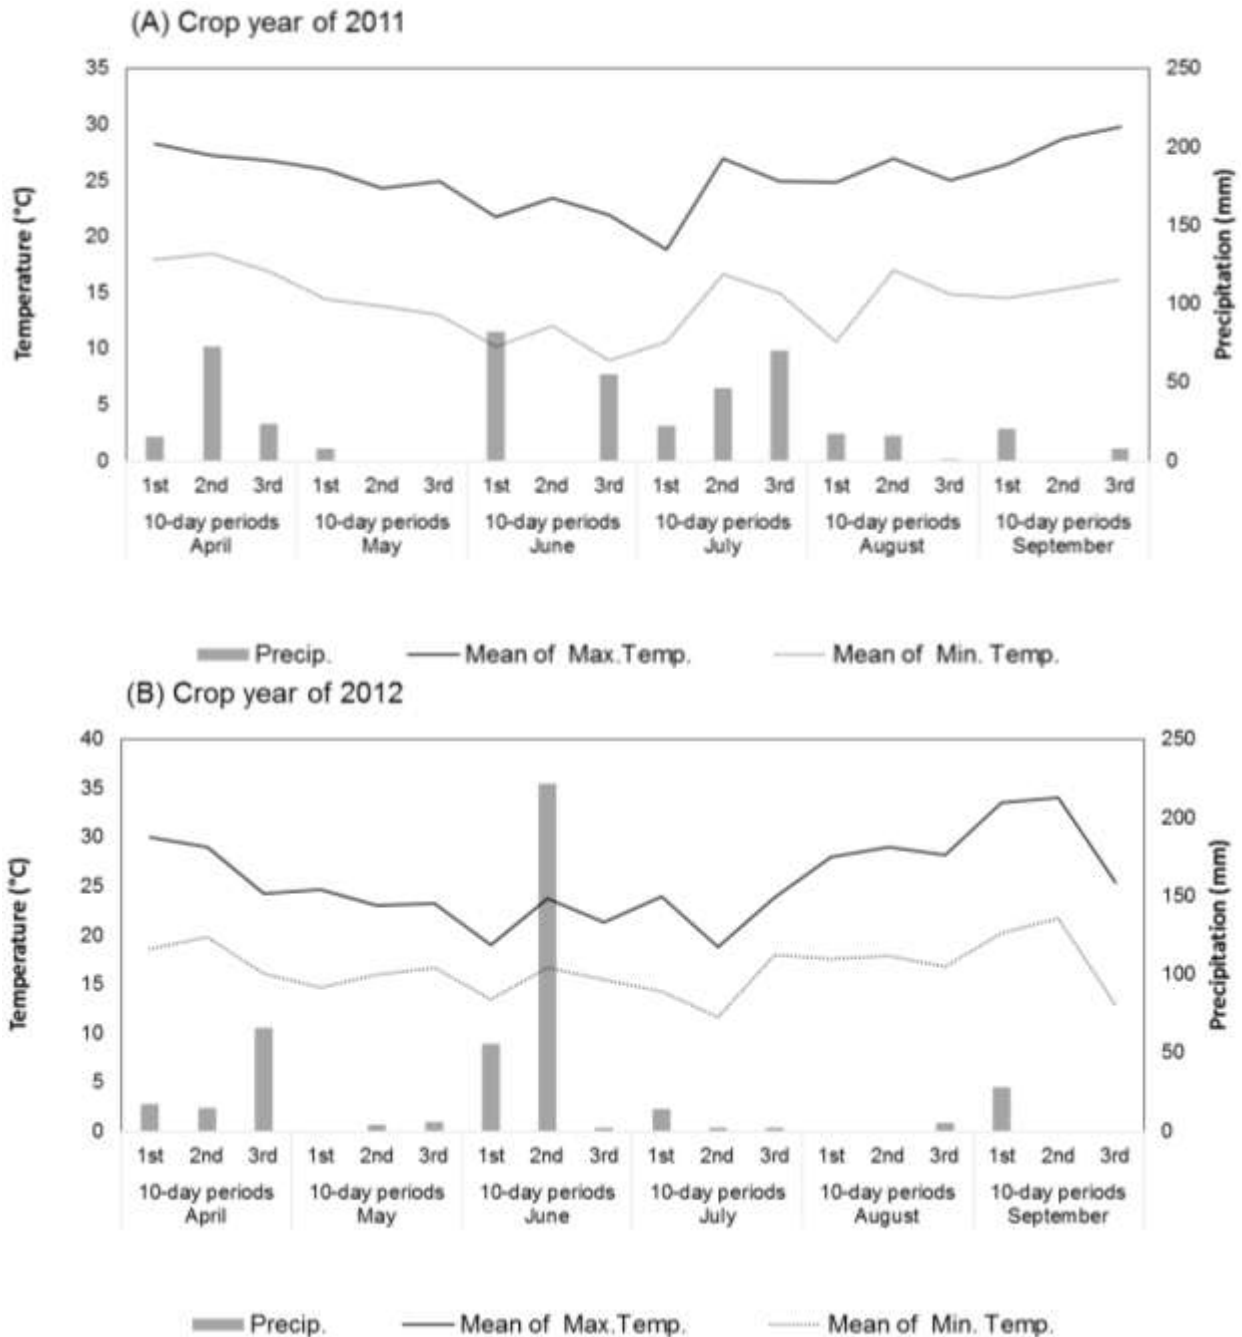 (A) Crop year of 2011
35
30
25
20
15
10
5
0
Temperature (°C)
250
200
150
100
50
0
Precipitation (mm)
1st 2nd 3rd 1st 2nd 3rd 1st 2nd 3rd 1st 2nd 3rd 1st 2nd 3rd 1st 2nd 3rd
10-day periods 10-day periods 10-day periods 10-day periods 10-day periods 10-day periods
April May June July August September
Precip. Mean of Max.Temp. Mean of Min. Temp.
(B) Crop year of 2012
40
35
30
25
20
15
10
5
0
Temperature (°C)
250
200
150
100
50
0
Precipitation (mm)
1st 2nd 3rd 1st 2nd 3rd 1st 2nd 3rd 1st 2nd 3rd 1st 2nd 3rd 1st 2nd 3rd
10-day periods 10-day periods 10-day periods 10-day periods 10-day periods 10-day periods
April May June July August September
Precip. Mean of Max.Temp. Mean of Min. Temp.